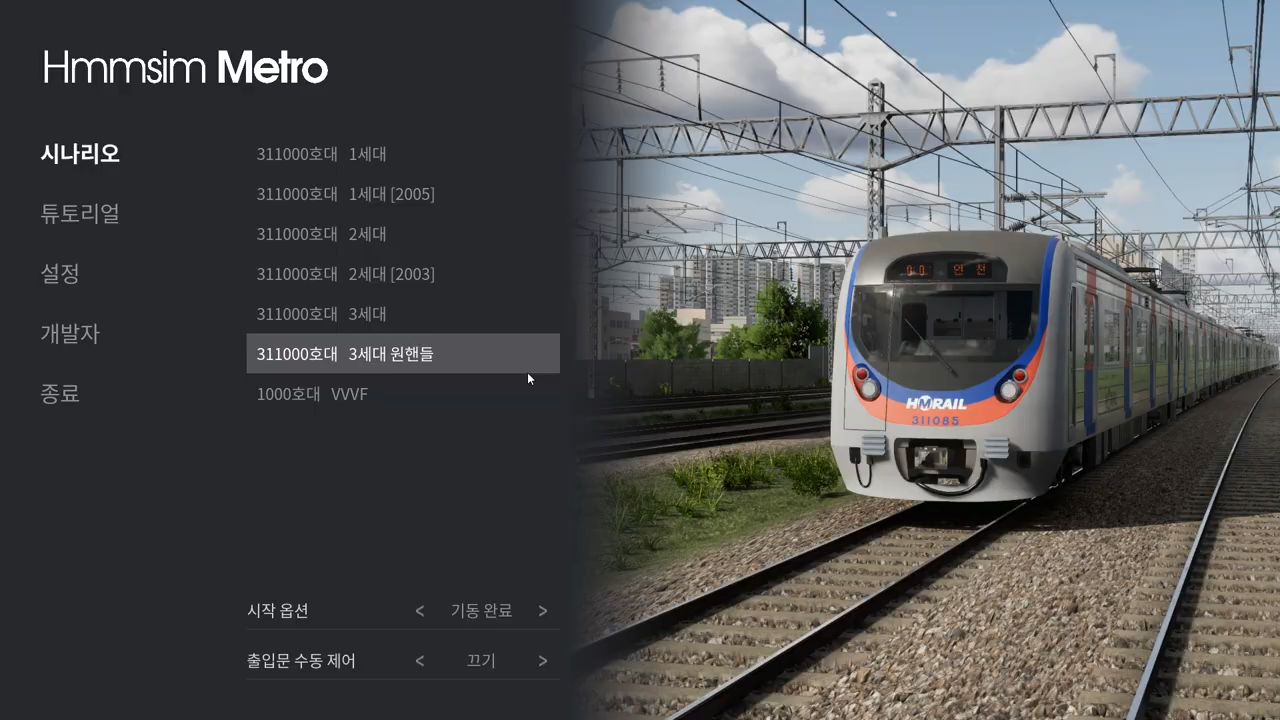 Hmmsim Metro
시나리오
튜토리얼
설정
개발자
종료
311000호대 1세대
311000호대 1세대 [2005]
311000호대 2세대
311000호대 2세대 [2003]
311000호대 3세대
311000호대 3세대 원핸들
1000호대 VVVF
시작 옵션 < 기동 완료 >
출입문 수동 제어 < 끄기 >
인천
HMRAIL
311085